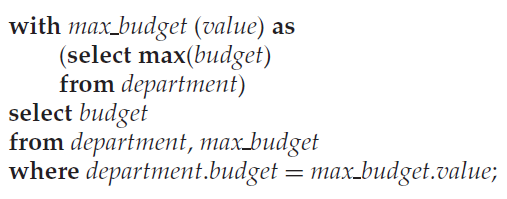 with max_budget (value) as
(select max(budget)
from department)
select budget
from department, max_budget
where department.budget = max_budget.value;